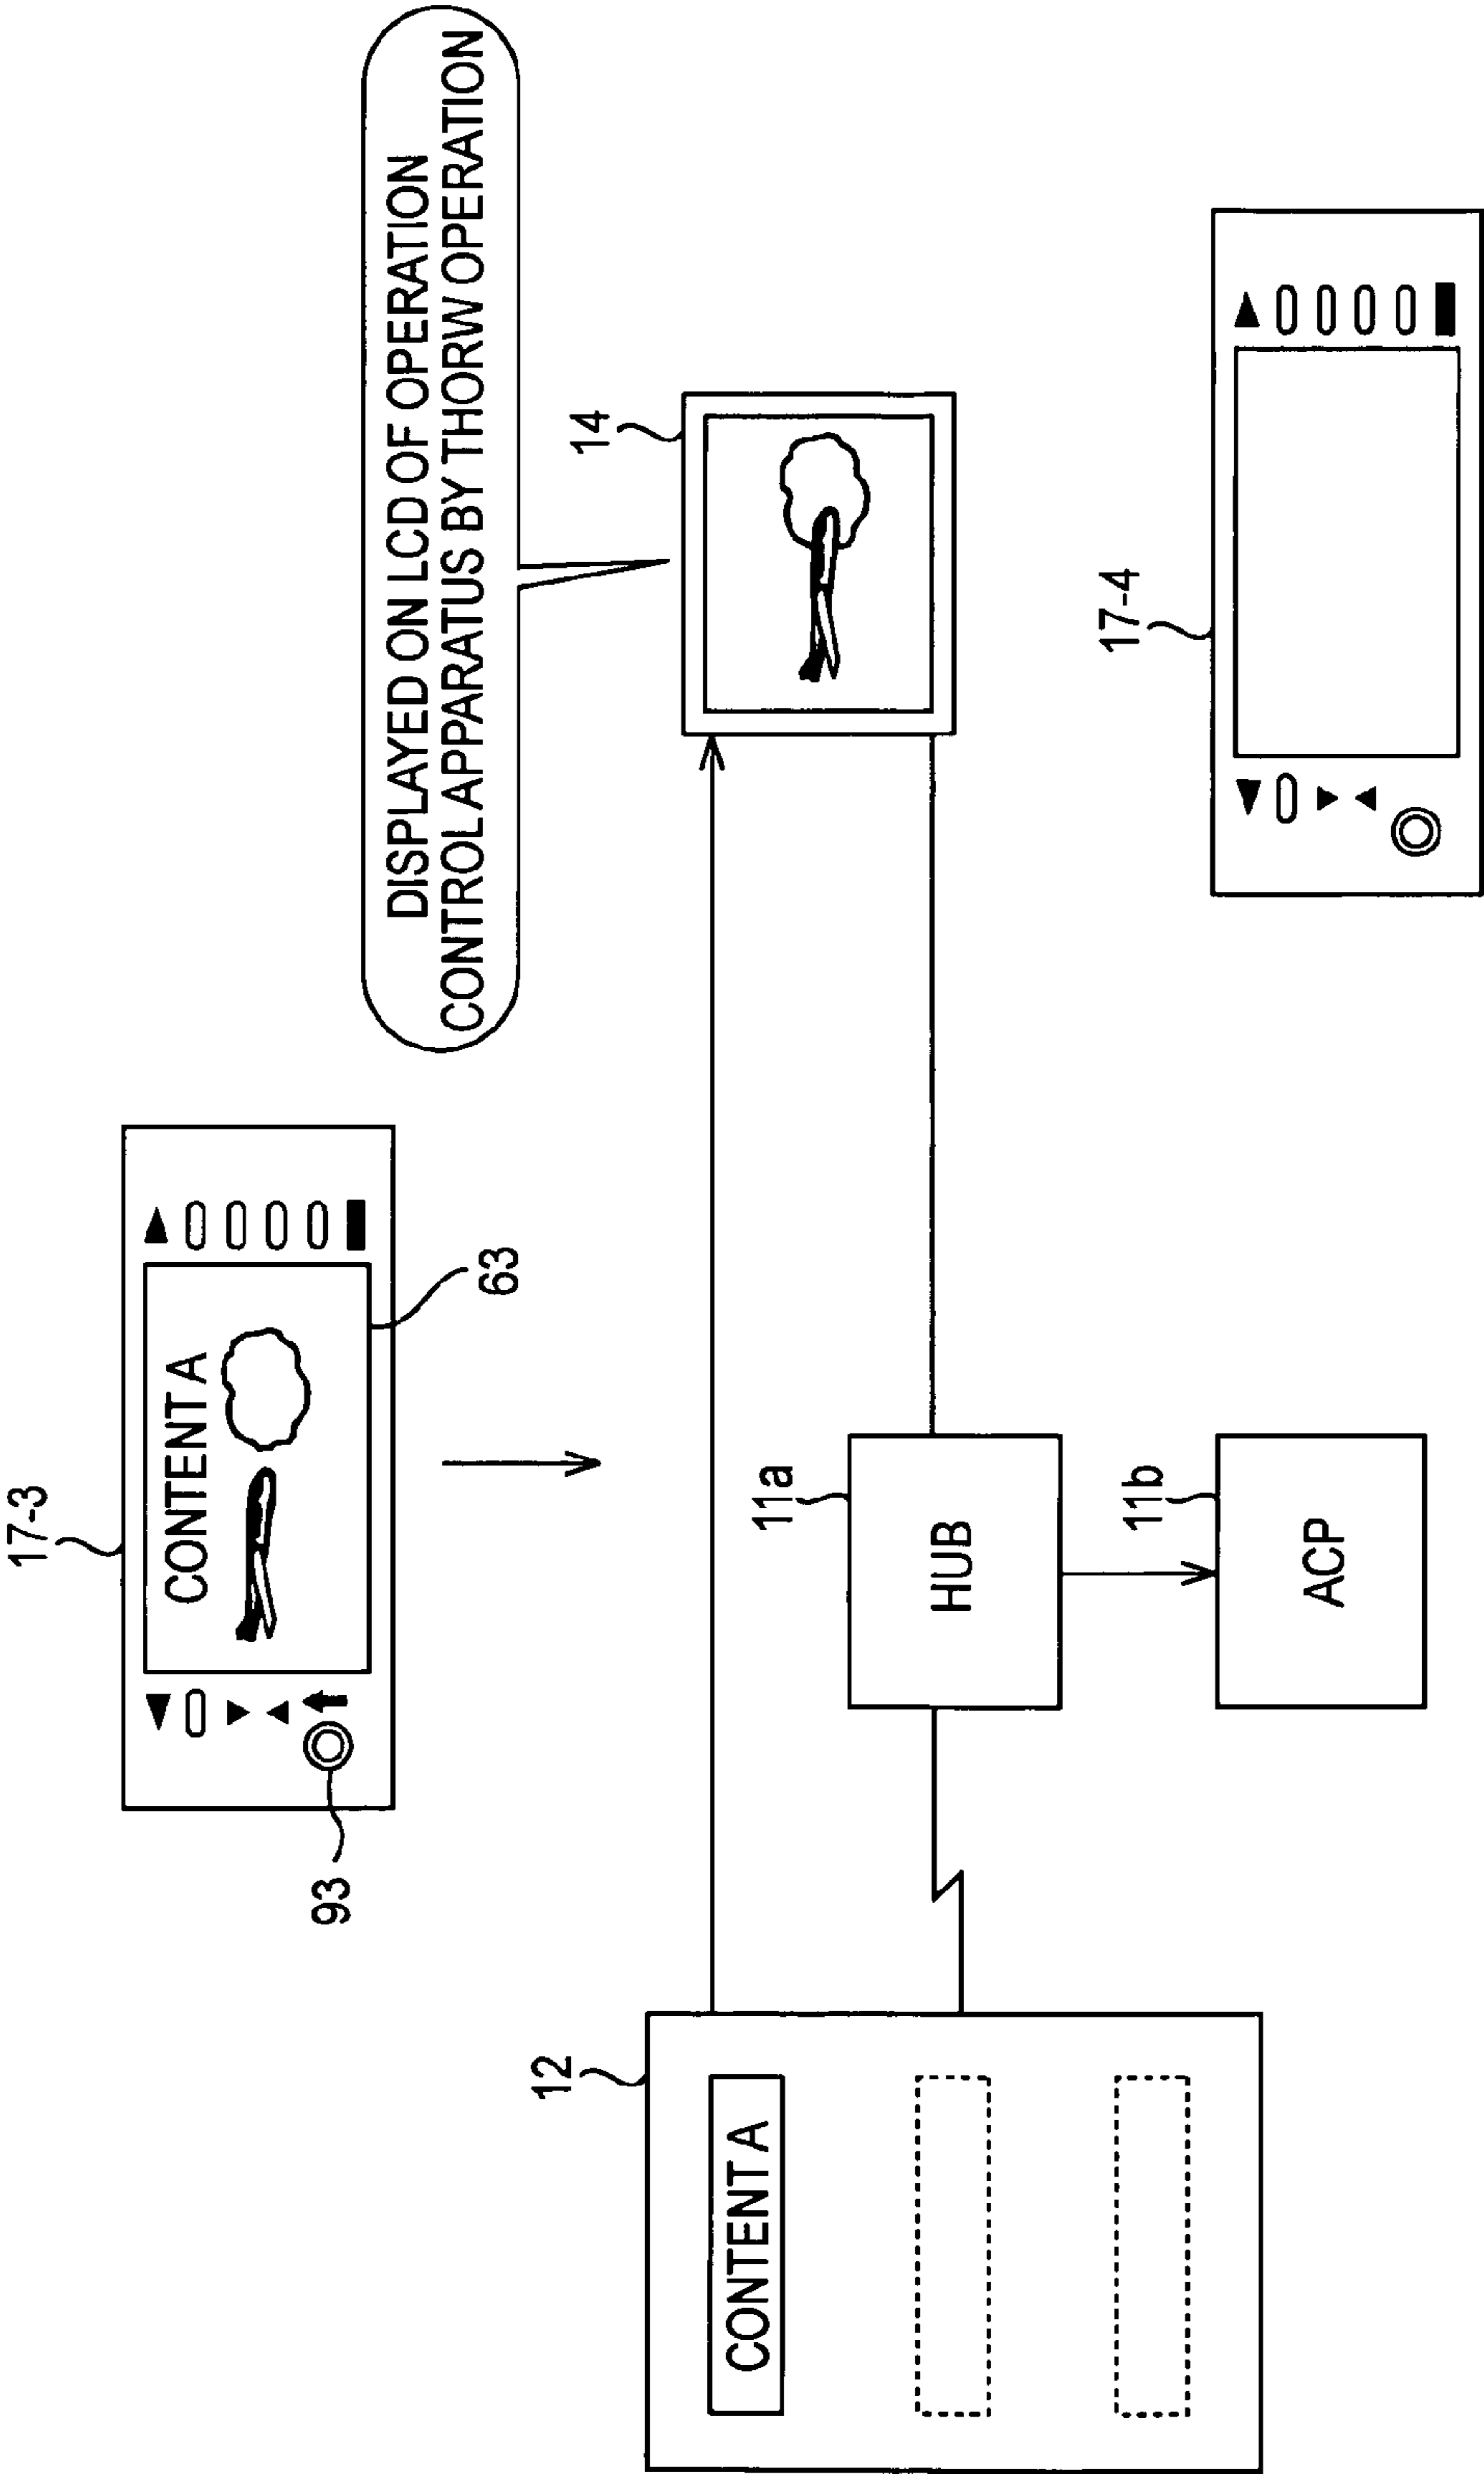 17-3
CONTENT A
93
63
DISPLAYED ON LCD OF OPERATION
CONTROL APPARATUS BY THORW OPERATION
14
12
CONTENT A
11a
HUB
11b
ACP
17-4